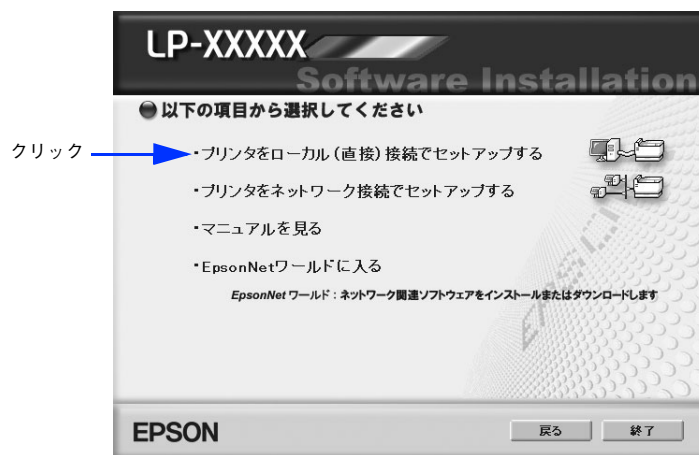 LP-XXXXX
Software Installation
以下の項目から選択してください
クリック
・プリンタをローカル(直接)接続でセットアップする
・プリンタをネットワーク接続でセットアップする
・マニュアルを見る
・EpsonNetワールドに入る
EpsonNet ワールド：ネットワーク関連ソフトウェアをインストールまたはダウンロードします
EPSON
EPSON
戻る
終了